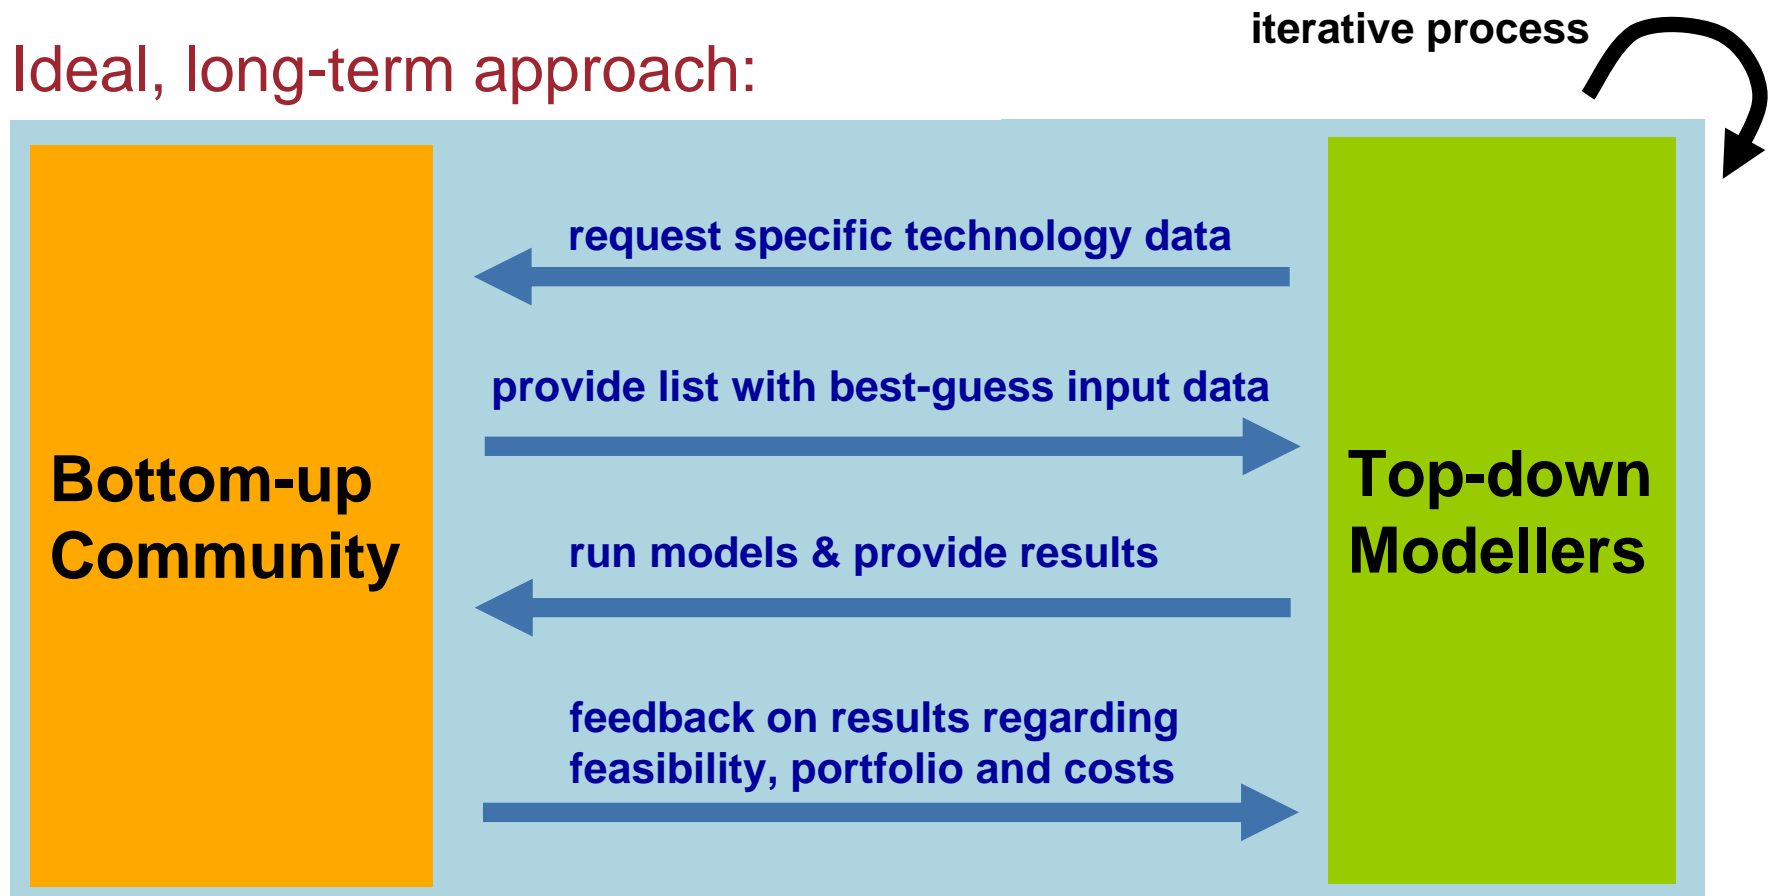 iterative process
Ideal, long-term approach:
request specific technology data
provide list with best-guess input data
Bottom-up
Community
Top-down
Modellers
run models & provide results
feedback on results regarding
feasibility, portfolio and costs